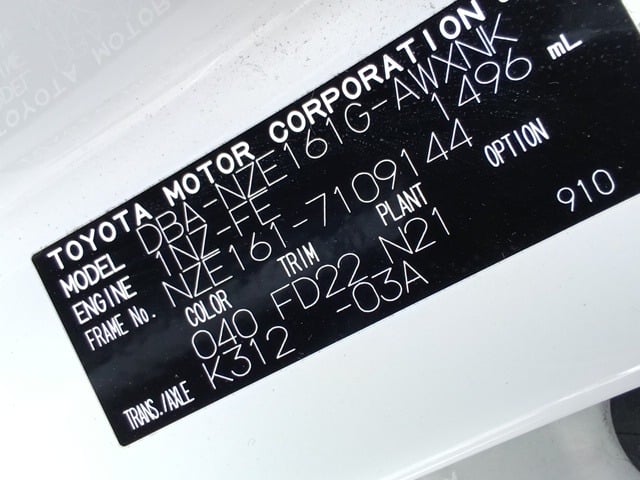 TOYOTA MOTOR CORPORATION
MODEL DBA-NZE161G-AWXNK
ENGINE 1NZ-FE 1496 mL
FRAME No. NZE161-7109144
COLOR TRIM PLANT OPTION
040 FD22 N21 910
TRANS./AXLE K312 -03A